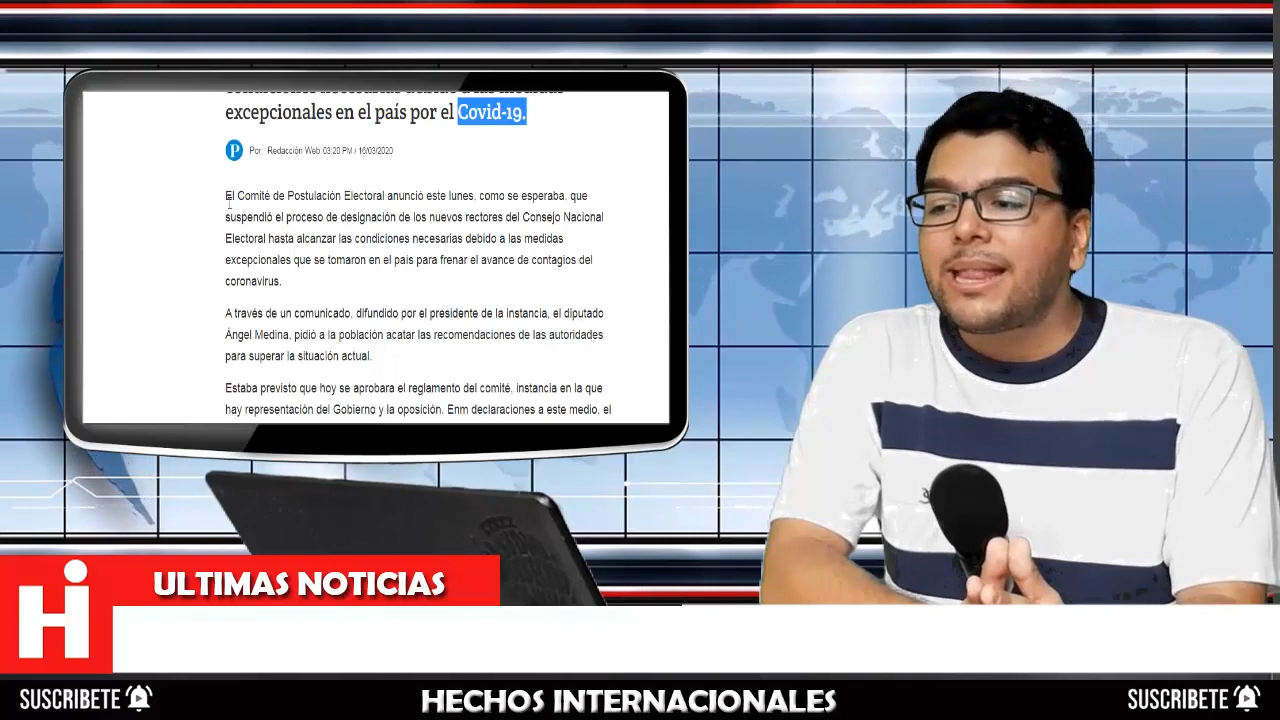 excepcionales en el país por el Covid-19.
P Por: Redacción Web 03:20 PM / 16/03/2020
El Comité de Postulación Electoral anunció este lunes, como se esperaba, que
suspendió el proceso de designación de los nuevos rectores del Consejo Nacional
Electoral hasta alcanzar las condiciones necesarias debido a las medidas
excepcionales que se tomaron en el país para frenar el avance de contagios del
coronavirus.
A través de un comunicado, difundido por el presidente de la instancia, el diputado
Ángel Medina, pidió a la población acatar las recomendaciones de las autoridades
para superar la situación actual.
Estaba previsto que hoy se aprobara el reglamento del comité, instancia en la que
hay representación del Gobierno y la oposición. Enm declaraciones a este medio, el
Hi
ULTIMAS NOTICIAS
SUSCRIBETE
HECHOS INTERNACIONALES
SUSCRIBETE